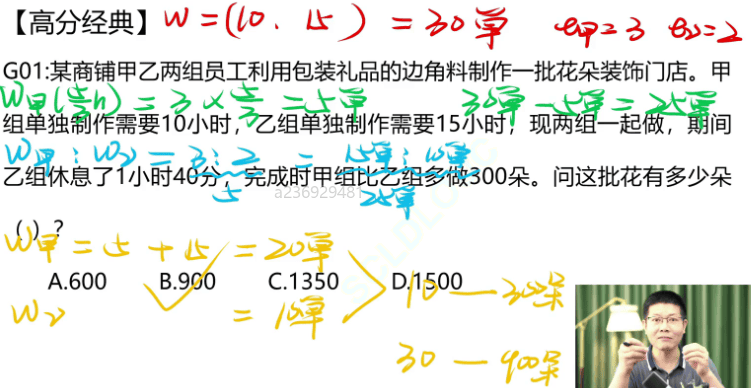 【高分经典】W=(10、15)=30单 e甲=3 e乙=2
G01:某商铺甲乙两组员工利用包装礼品的边角料制作一批花朵装饰门店。甲
W甲(5/3h)=3×5/3=5单 30单-5单=25单
组单独制作需要10小时，乙组单独制作需要15小时，现两组一起做，期间
W甲:W乙=3:2=15单:10单
乙组休息了1小时40分，完成时甲组比乙组多做300朵。问这批花有多少朵
5 25单
a236929481
( )？
W甲=5+15=20单
A.600 B.900 C.1350 D.1500
10—300朵
W乙=10单
30—900朵